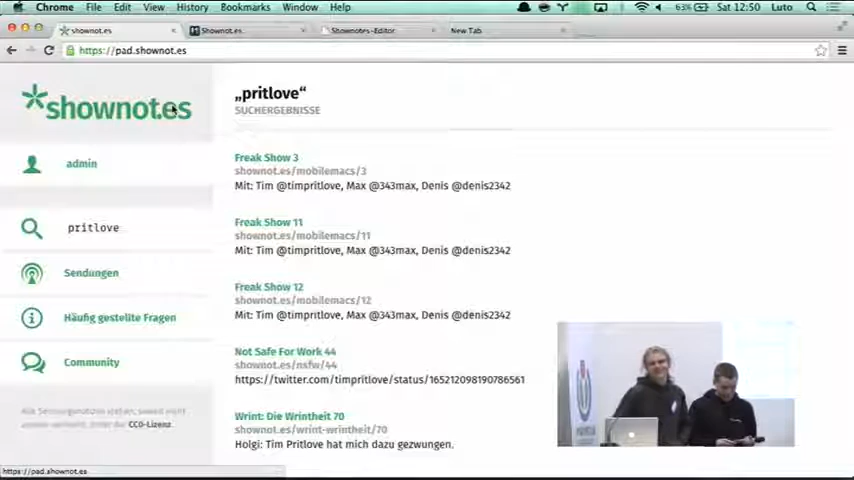 Chrome File Edit View History Bookmarks Window Help 63% Sat 12:50 Luto
shownot.es
Shownot.es.
Shownotes-Editor
New Tab
https://pad.shownot.es
*shownot.es
admin
pritlove
Sendungen
Häufig gestellte Fragen
Community
CC0-Lizenz
„pritlove“
SUCHERGEBNISSE
Freak Show 3
shownot.es/mobilemacs/3
Mit: Tim @timpritlove, Max @343max, Denis @denis2342
Freak Show 11
shownot.es/mobilemacs/11
Mit: Tim @timpritlove, Max @343max, Denis @denis2342
Freak Show 12
shownot.es/mobilemacs/12
Mit: Tim @timpritlove, Max @343max, Denis @denis2342
Not Safe For Work 44
shownot.es/nsfw/44
https://twitter.com/timpritlove/status/165212098190786561
Wrint: Die Wrintheit 70
shownot.es/wrint-wrintheit/70
Holgi: Tim Pritlove hat mich dazu gezwungen.
https://pad.shownot.es